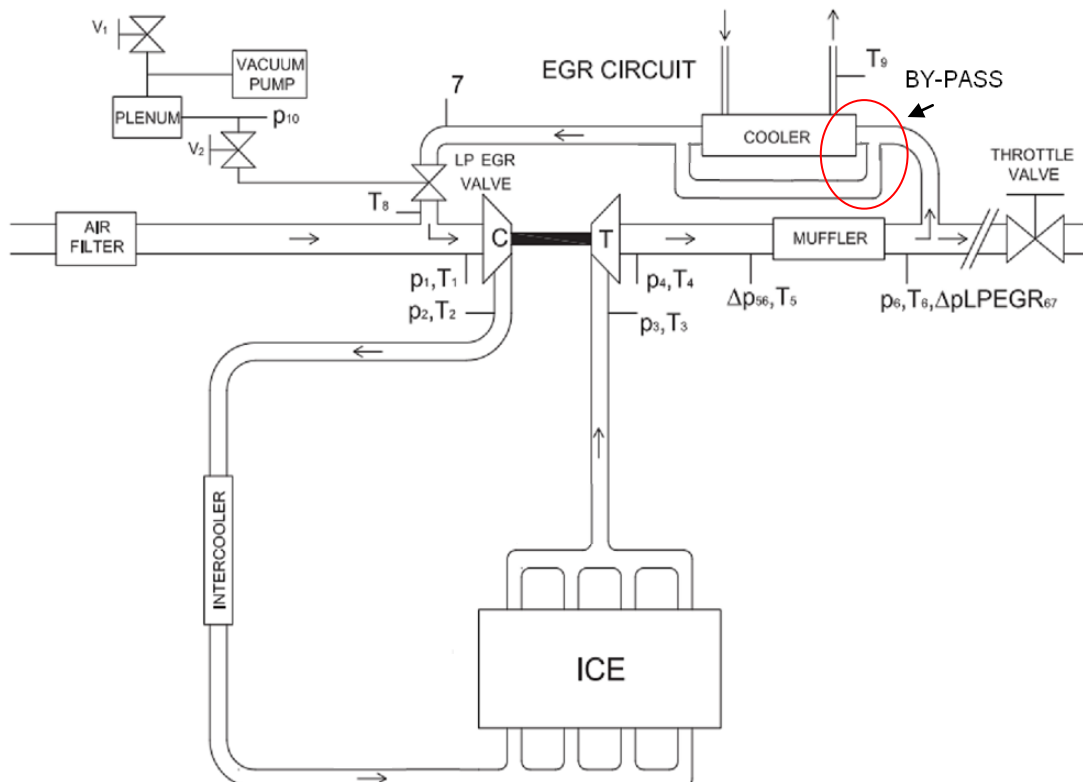 V₁
VACUUM
PUMP
PLENUM
p₁₀
V₂
7
EGR CIRCUIT
T₉
BY-PASS
COOLER
LP EGR
VALVE
THROTTLE
VALVE
T₈
AIR
FILTER
C
T
MUFFLER
p₁,T₁
p₂,T₂
p₄,T₄
p₃,T₃
Δp₅₆,T₅
p₆,T₆,ΔpLPEGR₆₇
INTERCOOLER
ICE